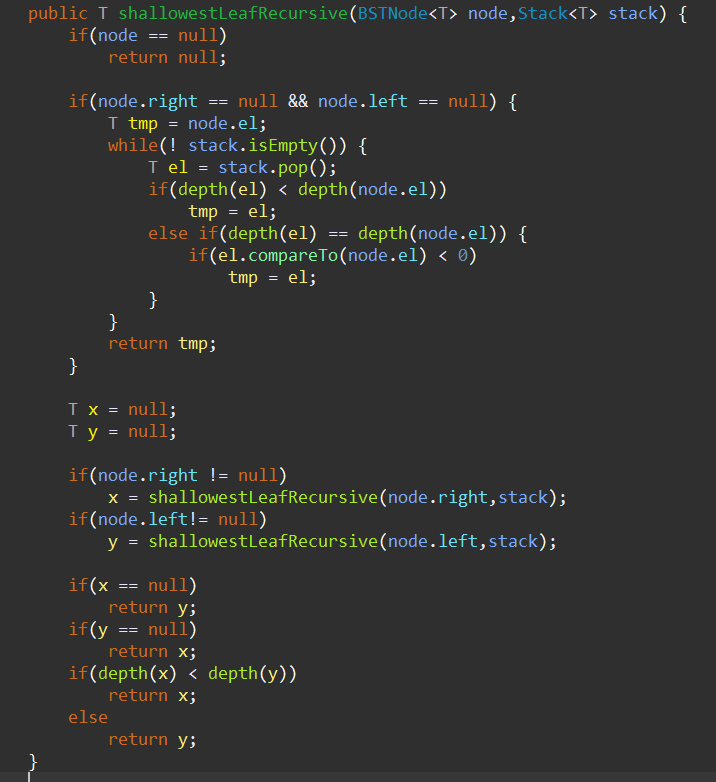 public T shallowestLeafRecursive(BSTNode<T> node,Stack<T> stack) {
    if(node == null)
        return null;

    if(node.right == null && node.left == null) {
        T tmp = node.el;
        while(! stack.isEmpty()) {
            T el = stack.pop();
            if(depth(el) < depth(node.el))
                tmp = el;
            else if(depth(el) == depth(node.el)) {
                if(el.compareTo(node.el) < 0)
                    tmp = el;
            }
        }
        return tmp;
    }

    T x = null;
    T y = null;

    if(node.right != null)
        x = shallowestLeafRecursive(node.right,stack);
    if(node.left!= null)
        y = shallowestLeafRecursive(node.left,stack);

    if(x == null)
        return y;
    if(y == null)
        return x;
    if(depth(x) < depth(y))
        return x;
    else
        return y;
}